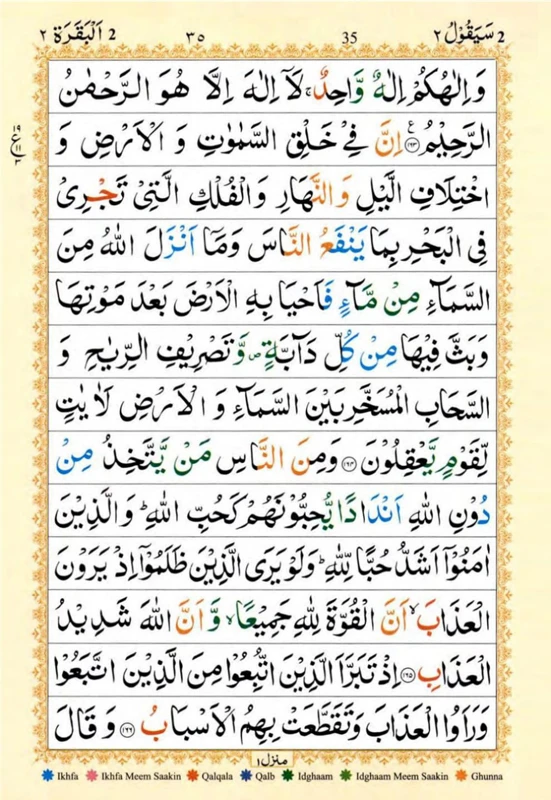 سَيَقُوْلُ ٢ 2 35 ٣٥ 2 اَلْبَقَرَة ٢
وَاِلٰهُكُمْ اِلٰهٌ وَّاحِدٌ ۚ لَآ اِلٰهَ اِلَّا هُوَ الرَّحْمٰنُ
الرَّحِيْمُ ﴿١٦٣﴾ اِنَّ فِيْ خَلْقِ السَّمٰوٰتِ وَ الْاَرْضِ وَ
اخْتِلَافِ الَّيْلِ وَالنَّهَارِ وَالْفُلْكِ الَّتِيْ تَجْرِيْ
فِي الْبَحْرِ بِمَا يَنْفَعُ النَّاسَ وَمَآ اَنْزَلَ اللّٰهُ مِنَ
السَّمَآءِ مِنْ مَّآءٍ فَاَحْيَا بِهِ الْاَرْضَ بَعْدَ مَوْتِهَا
وَبَثَّ فِيْهَا مِنْ كُلِّ دَآبَّةٍ ۪ وَّتَصْرِيْفِ الرِّيٰحِ وَ
السَّحَابِ الْمُسَخَّرِ بَيْنَ السَّمَآءِ وَ الْاَرْضِ لَاٰيٰتٍ
لِّقَوْمٍ يَّعْقِلُوْنَ ﴿١٦٤﴾ وَمِنَ النَّاسِ مَنْ يَّتَّخِذُ مِنْ
دُوْنِ اللّٰهِ اَنْدَادًا يُّحِبُّوْنَهُمْ كَحُبِّ اللّٰهِ ؕ وَالَّذِيْنَ
اٰمَنُوْٓا اَشَدُّ حُبًّا لِّلّٰهِ ؕ وَلَوْ يَرَى الَّذِيْنَ ظَلَمُوْٓا اِذْ يَرَوْنَ
الْعَذَابَ ۙ اَنَّ الْقُوَّةَ لِلّٰهِ جَمِيْعًا ۙ وَّ اَنَّ اللّٰهَ شَدِيْدُ
الْعَذَابِ ﴿١٦٥﴾ اِذْ تَبَرَّاَ الَّذِيْنَ اتُّبِعُوْا مِنَ الَّذِيْنَ اتَّبَعُوْا
وَرَاَوُا الْعَذَابَ وَتَقَطَّعَتْ بِهِمُ الْاَسْبَابُ ﴿١٦٦﴾ وَ قَالَ
١٩
ع ١١
٣
منزل ١
Ikhfa Ikhfa Meem Saakin Qalqala Qalb Idghaam Idghaam Meem Saakin Ghunna